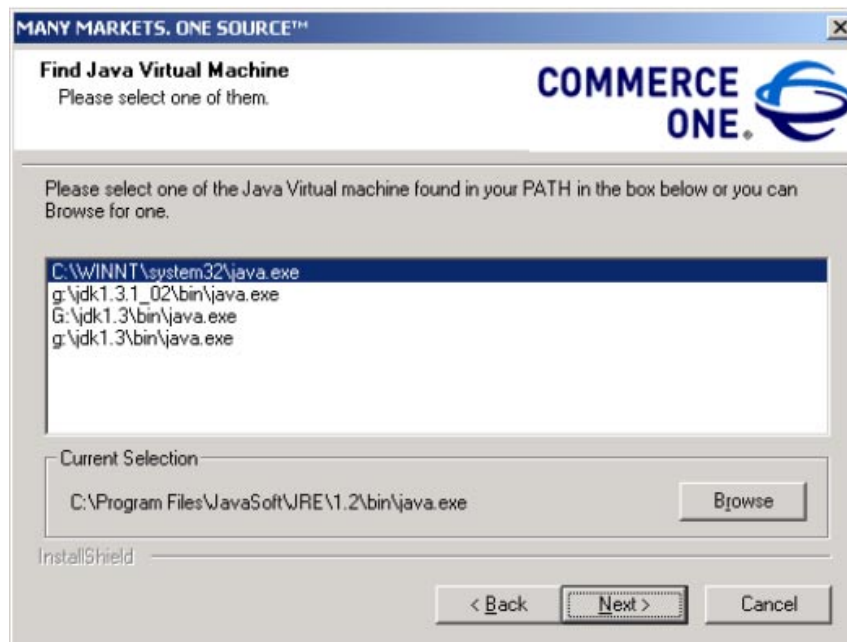 MANY MARKETS. ONE SOURCE™
Find Java Virtual Machine
Please select one of them.
COMMERCE
ONE®
Please select one of the Java Virtual machine found in your PATH in the box below or you can
Browse for one.
C:\WINNT\system32\java.exe
g:\jdk1.3.1_02\bin\java.exe
G:\jdk1.3\bin\java.exe
g:\jdk1.3\bin\java.exe
Current Selection
C:\Program Files\JavaSoft\JRE\1.2\bin\java.exe
Browse
InstallShield
< Back
Next >
Cancel